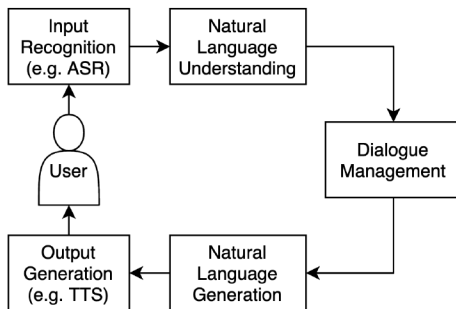 Input
Recognition
(e.g. ASR)
Natural
Language
Understanding
Dialogue
Management
User
Output
Generation
(e.g. TTS)
Natural
Language
Generation